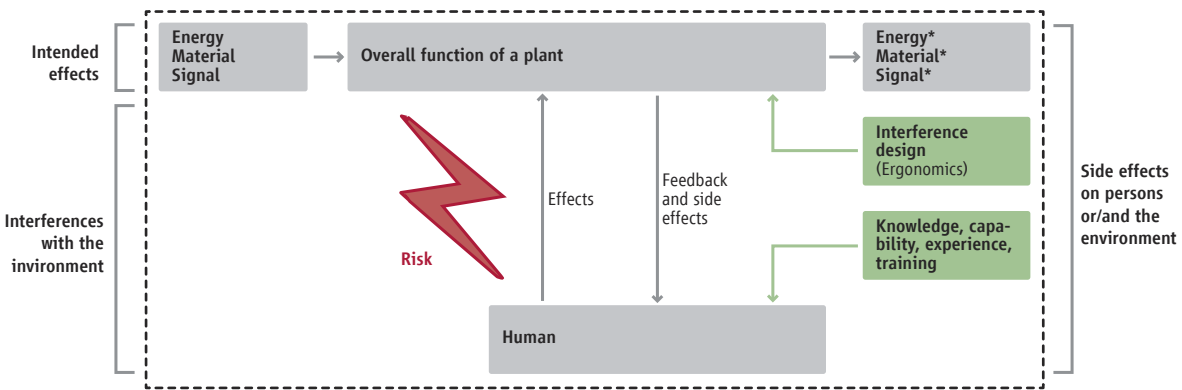 Intended
effects
Energy
Material
Signal
Overall function of a plant
Energy*
Material*
Signal*
Interferences
with the
invironment
Risk
Effects
Feedback
and side
effects
Interference
design
(Ergonomics)
Knowledge, capa-
bility, experience,
training
Human
Side effects
on persons
or/and the
environment